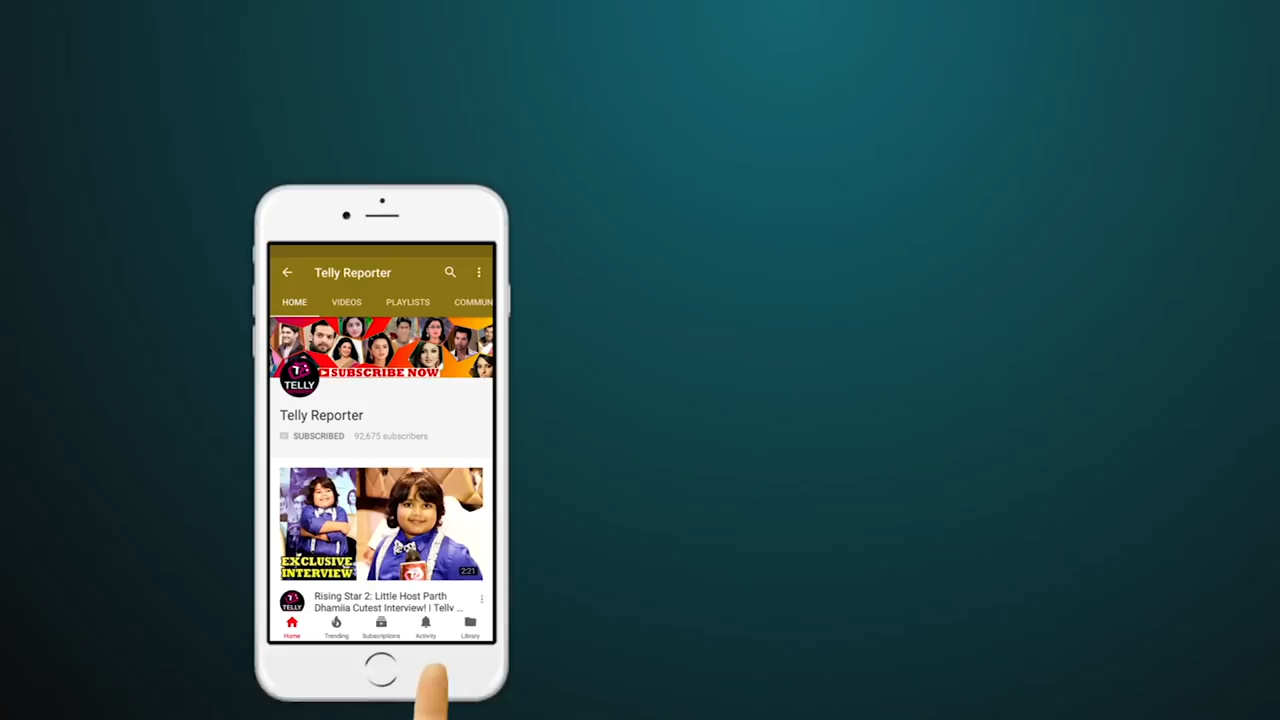 Telly Reporter
HOME VIDEOS PLAYLISTS COMMUN
SUBSCRIBE NOW
TELLY
Telly Reporter
SUBSCRIBED 92,675 subscribers
EXCLUSIVE
INTERVIEW
2:21
TELLY
Rising Star 2: Little Host Parth
Dhamiia Cutest Interview! | Telly ...
Home Trending Subscriptions Activity Library